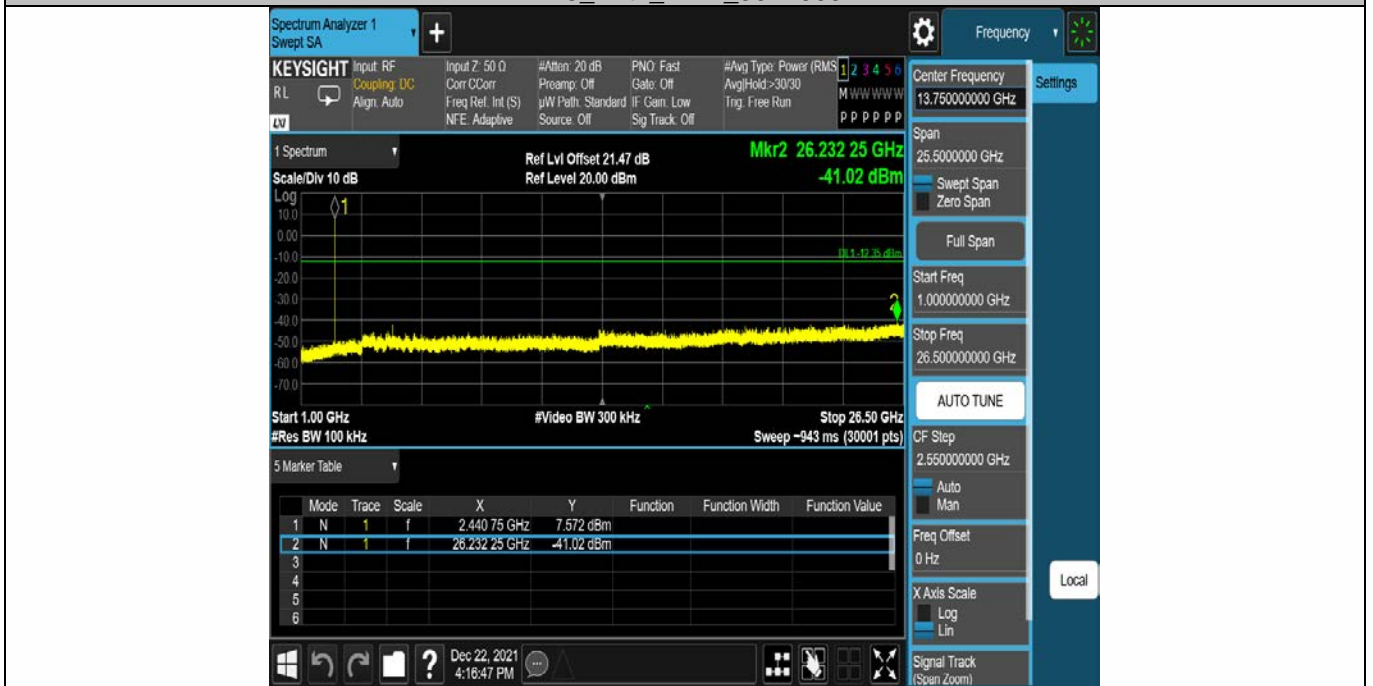 Spectrum Analyzer 1
Swept SA
+
Frequency
KEYSIGHT
RL
LXI
Input: RF
Coupling: DC
Align: Auto
Input Z: 50 Ω
Corr CCorr
Freq Ref: Int (S)
NFE: Adaptive
#Atten: 20 dB
Preamp: Off
µW Path: Standard
Source: Off
PNO: Fast
Gate: Off
IF Gain: Low
Sig Track: Off
#Avg Type: Power (RMS
Avg|Hold:>30/30
Trig: Free Run
1 2 3 4 5 6
M W W W W W
P P P P P P
1 Spectrum
Scale/Div 10 dB
Ref Lvl Offset 21.47 dB
Ref Level 20.00 dBm
Mkr2 26.232 25 GHz
-41.02 dBm
Log
1
10.0
0.00
-10.0
DL1 -12.35 dBm
-20.0
-30.0
2
-40.0
-50.0
-60.0
-70.0
Start 1.00 GHz
#Video BW 300 kHz
Stop 26.50 GHz
#Res BW 100 kHz
Sweep ~943 ms (30001 pts)
5 Marker Table
Mode Trace Scale X Y Function Function Width Function Value
1 N 1 f 2.440 75 GHz 7.572 dBm
2 N 1 f 26.232 25 GHz -41.02 dBm
3
4
5
6
?
Dec 22, 2021
4:16:47 PM
Center Frequency
13.750000000 GHz
Settings
Span
25.5000000 GHz
Swept Span
Zero Span
Full Span
Start Freq
1.000000000 GHz
Stop Freq
26.500000000 GHz
AUTO TUNE
CF Step
2.550000000 GHz
Auto
Man
Freq Offset
0 Hz
X Axis Scale
Log
Lin
Local
Signal Track
(Span Zoom)